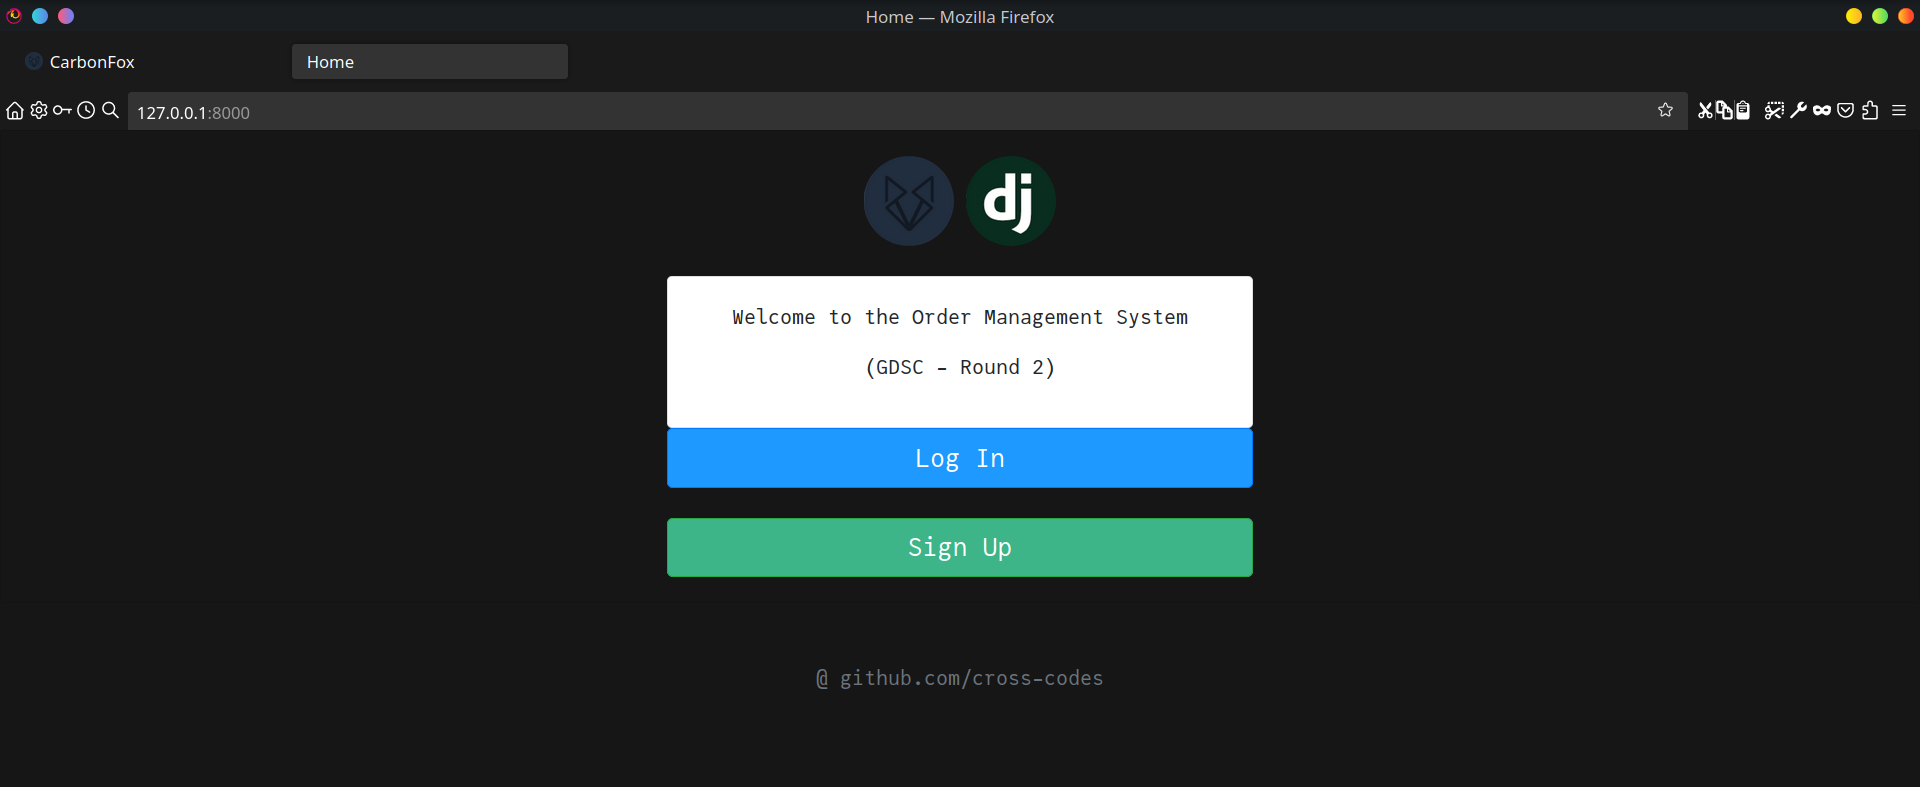 Home — Mozilla Firefox
CarbonFox
Home
127.0.0.1:8000
dj
Welcome to the Order Management System
(GDSC - Round 2)
Log In
Sign Up
@ github.com/cross-codes